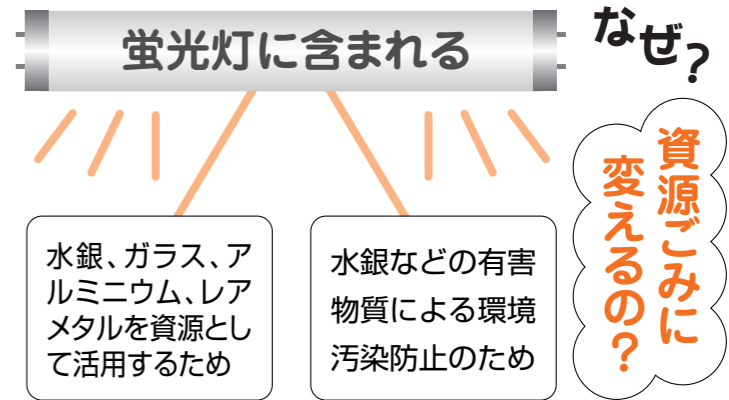 蛍光灯に含まれる
なぜ?
資源ごみに
変えるの?
水銀、ガラス、ア
ルミニウム、レア
メタルを資源とし
て活用するため
水銀などの有害
物質による環境
汚染防止のため